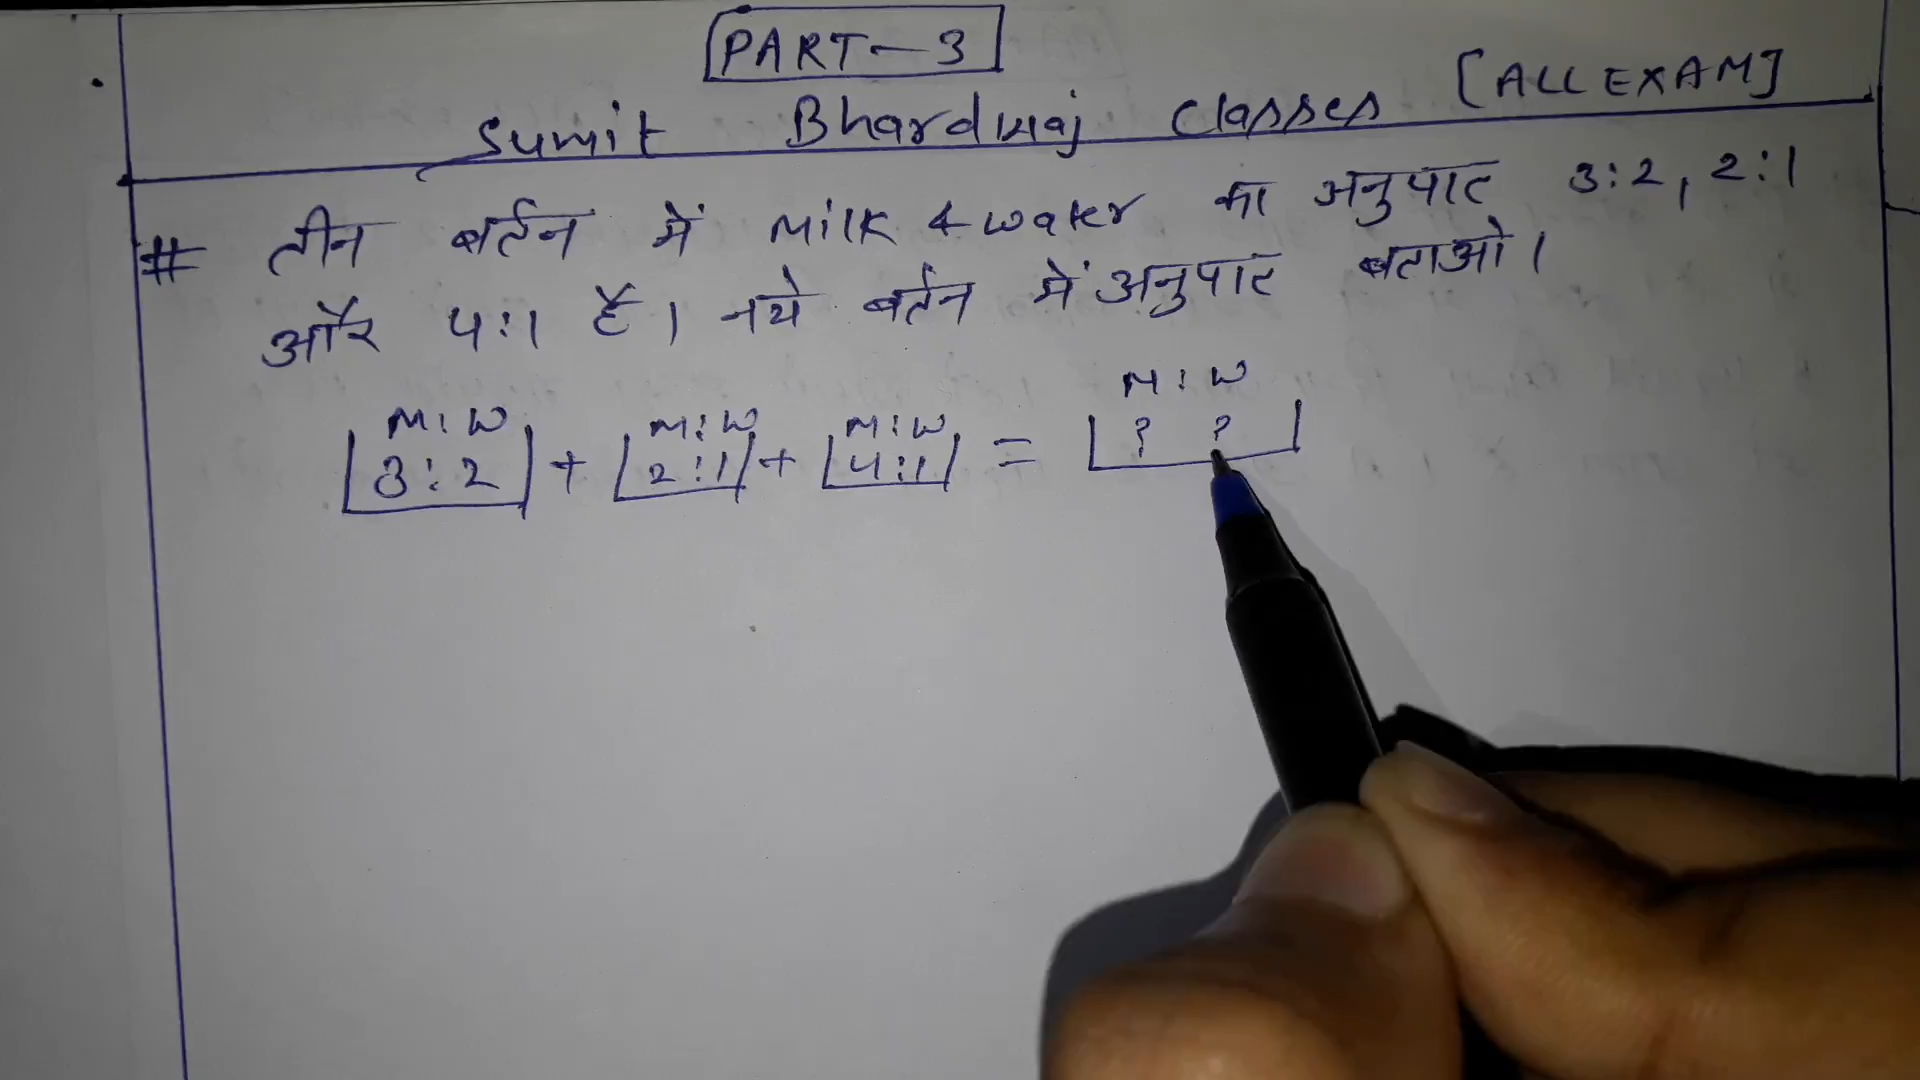 PART-3
Sumit Bhardwaj Classes [ALL EXAM]
# तीन बर्तन में Milk & water का अनुपात 3:2, 2:1
और 4:1 है। नये बर्तन में अनुपात बताओ।
M:W M:W M:W M:W
3:2 + 2:1 + 4:1 = ? ?